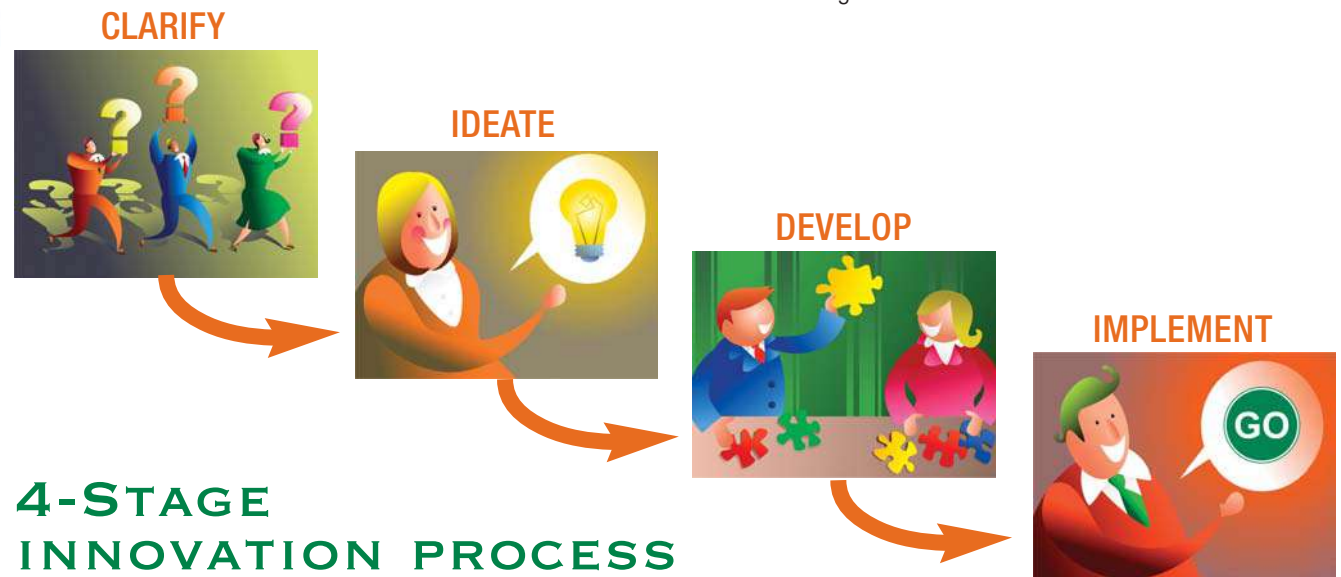 CLARIFY
IDEATE
DEVELOP
IMPLEMENT
GO
4-STAGE
INNOVATION PROCESS